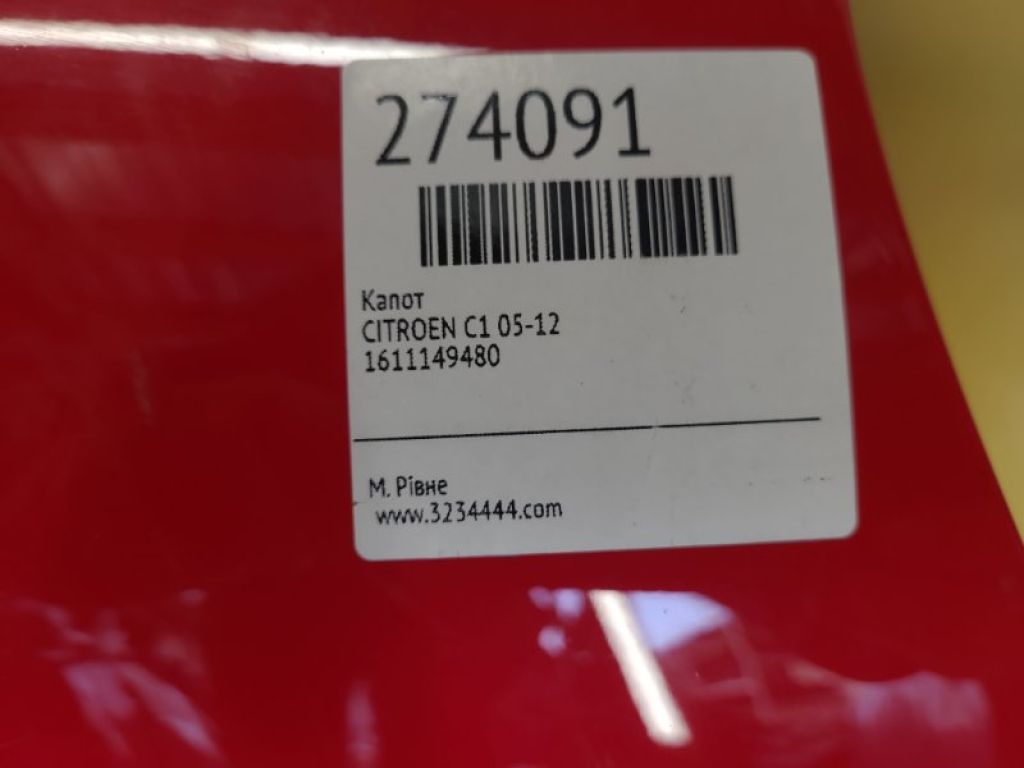 274091
Капот
CITROEN C1 05-12
1611149480
М. Рівне
www.3234444.com